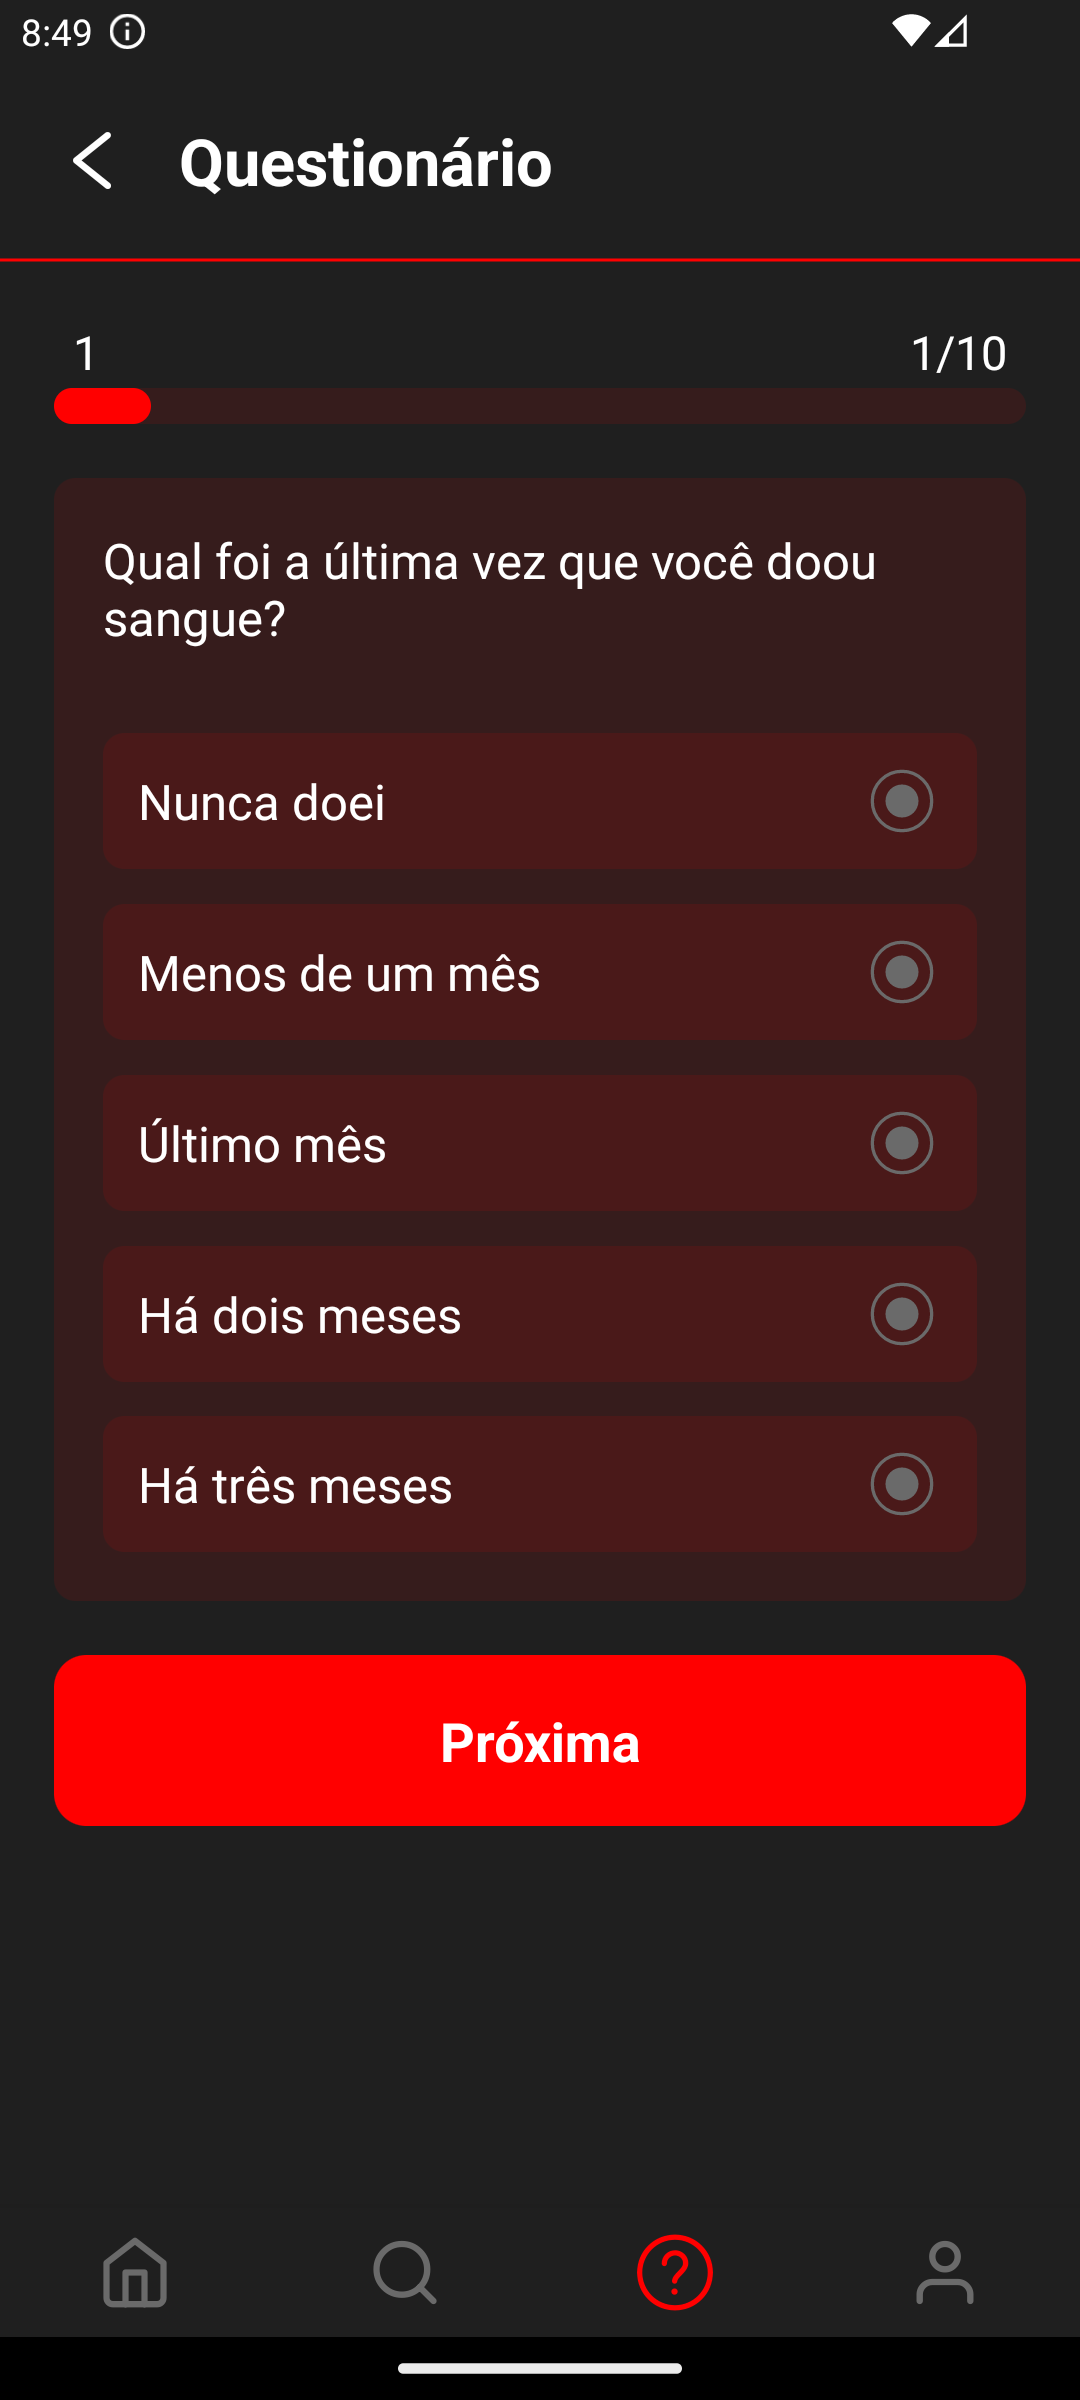 8:49
Questionário
1
1/10
Qual foi a última vez que você doou
sangue?
Nunca doei
Menos de um mês
Último mês
Há dois meses
Há três meses
Próxima